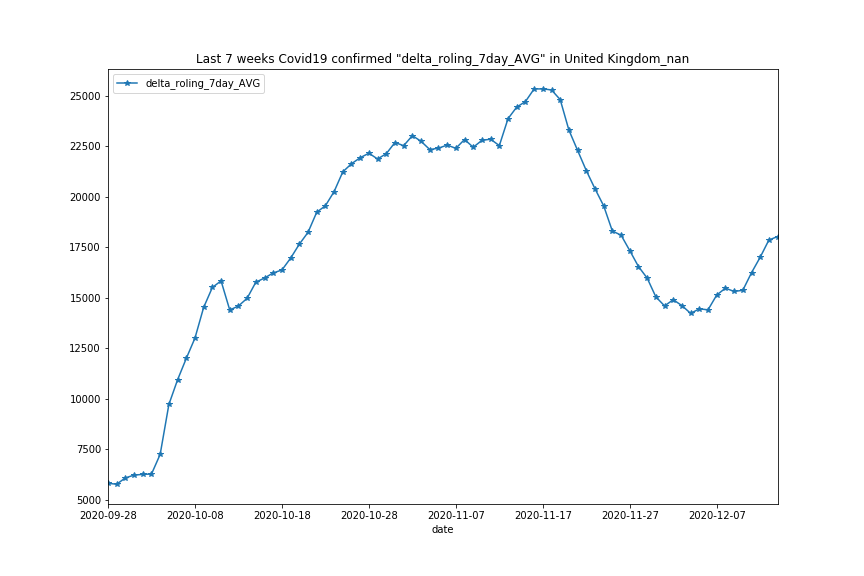 Last 7 weeks Covid19 confirmed "delta_roling_7day_AVG" in United Kingdom_nan
delta_roling_7day_AVG
25000
22500
20000
17500
15000
12500
10000
7500
5000
2020-09-28 2020-10-08 2020-10-18 2020-10-28 2020-11-07 2020-11-17 2020-11-27 2020-12-07
date